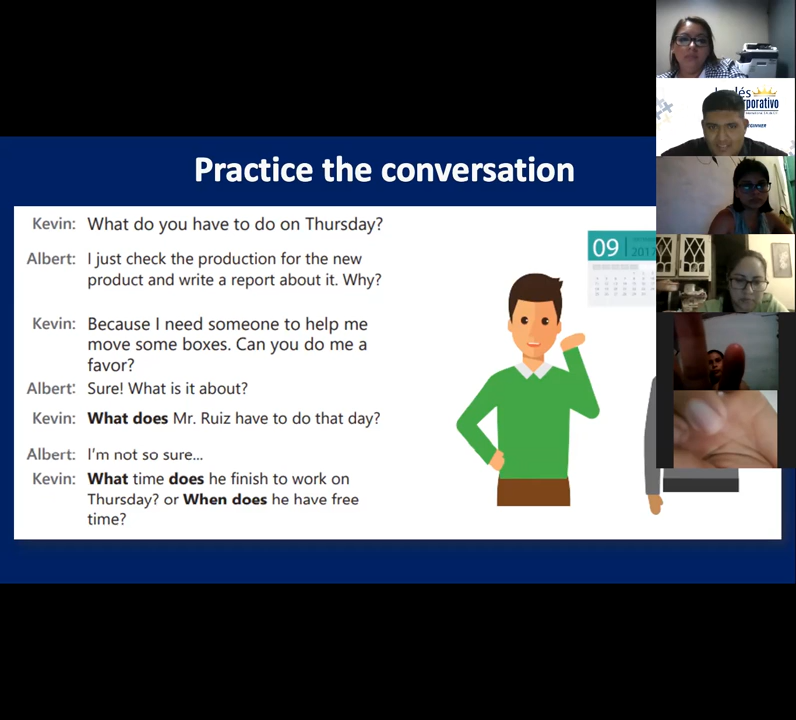 Practice the conversation
Kevin: What do you have to do on Thursday?
Albert: I just check the production for the new
product and write a report about it. Why?
Kevin: Because I need someone to help me
move some boxes. Can you do me a
favor?
Albert: Sure! What is it about?
Kevin: What does Mr. Ruiz have to do that day?
Albert: I'm not so sure...
Kevin: What time does he finish to work on
Thursday? or When does he have free
time?
09
2017